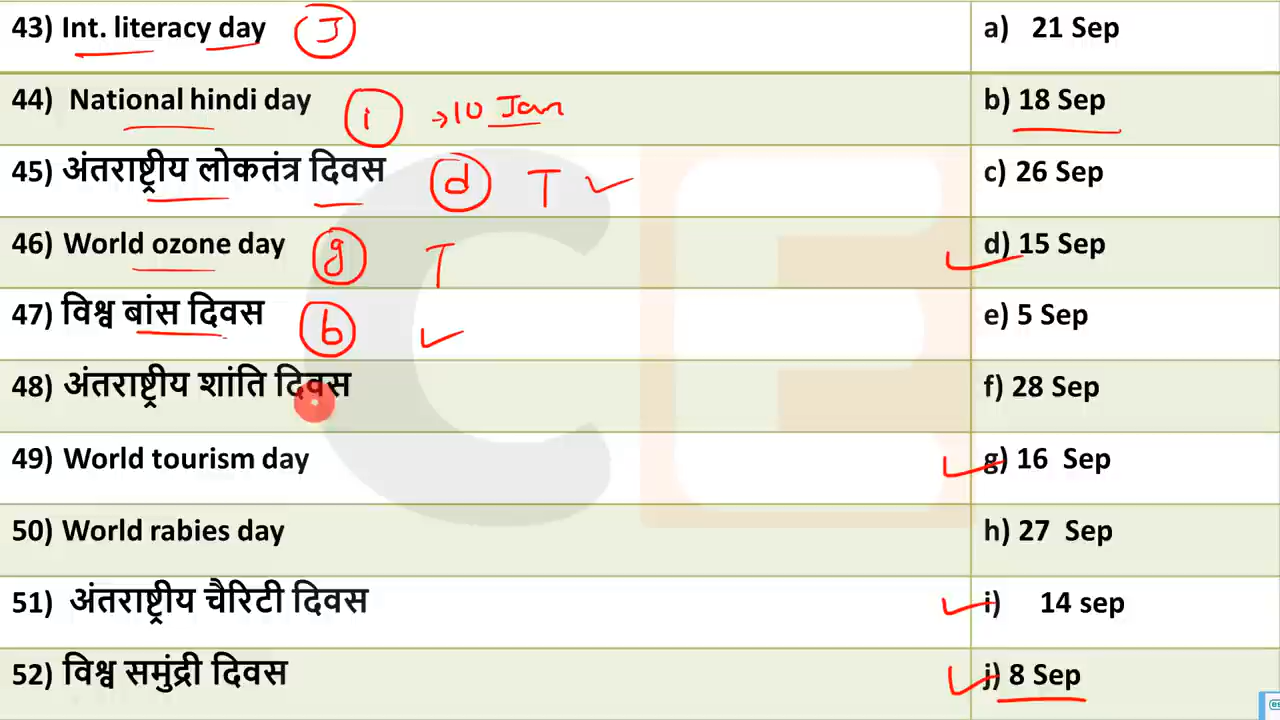 43) Int. literacy day J a) 21 Sep
44) National hindi day i →10 Jan b) 18 Sep
45) अंतराष्ट्रीय लोकतंत्र दिवस d T ✓ c) 26 Sep
46) World ozone day g T d) 15 Sep
47) विश्व बांस दिवस b ✓ e) 5 Sep
48) अंतराष्ट्रीय शांति दिवस f) 28 Sep
49) World tourism day g) 16 Sep
50) World rabies day h) 27 Sep
51) अंतराष्ट्रीय चैरिटी दिवस i) 14 sep
52) विश्व समुंद्री दिवस j) 8 Sep